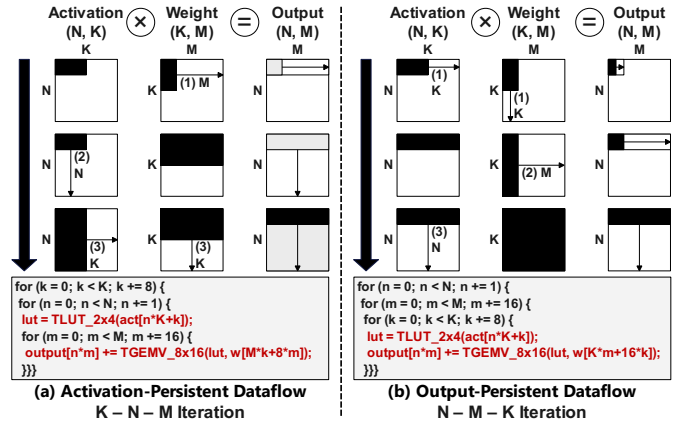 Activation × Weight = Output
(N, K) (K, M) (N, M)
K M M
N K (1) M N
N (2) N K N
N (3) K K (3) K N
for (k = 0; k < K; k += 8) {
for (n = 0; n < N; n += 1) {
lut = TLUT_2x4(act[n*K+k]);
for (m = 0; m < M; m += 16) {
output[n*m] += TGEMV_8x16(lut, w[M*k+8*m]);
}}}
(a) Activation-Persistent Dataflow
K – N – M Iteration
Activation × Weight = Output
(N, K) (K, M) (N, M)
K M M
N (1) K K (1) K N
N K (2) M N
N (3) N K N
for (n = 0; n < N; n += 1) {
for (m = 0; m < M; m += 16) {
for (k = 0; k < K; k += 8) {
lut = TLUT_2x4(act[n*K+k]);
output[n*m] += TGEMV_8x16(lut, w[K*m+16*k]);
}}}
(b) Output-Persistent Dataflow
N – M – K Iteration